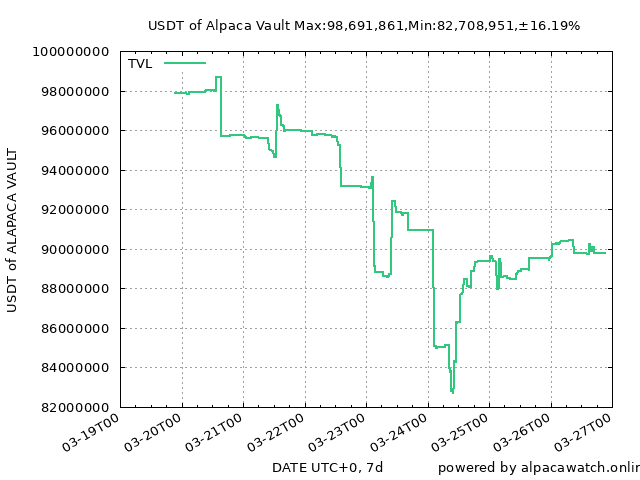 USDT of Alpaca Vault Max:98,691,861,Min:82,708,951,±16.19%
TVL
100000000
98000000
96000000
94000000
92000000
90000000
88000000
86000000
84000000
82000000
USDT of ALAPACA VAULT
03-19T00
03-20T00
03-21T00
03-22T00
03-23T00
03-24T00
03-25T00
03-26T00
03-27T00
DATE UTC+0, 7d
powered by alpacawatch.onlin